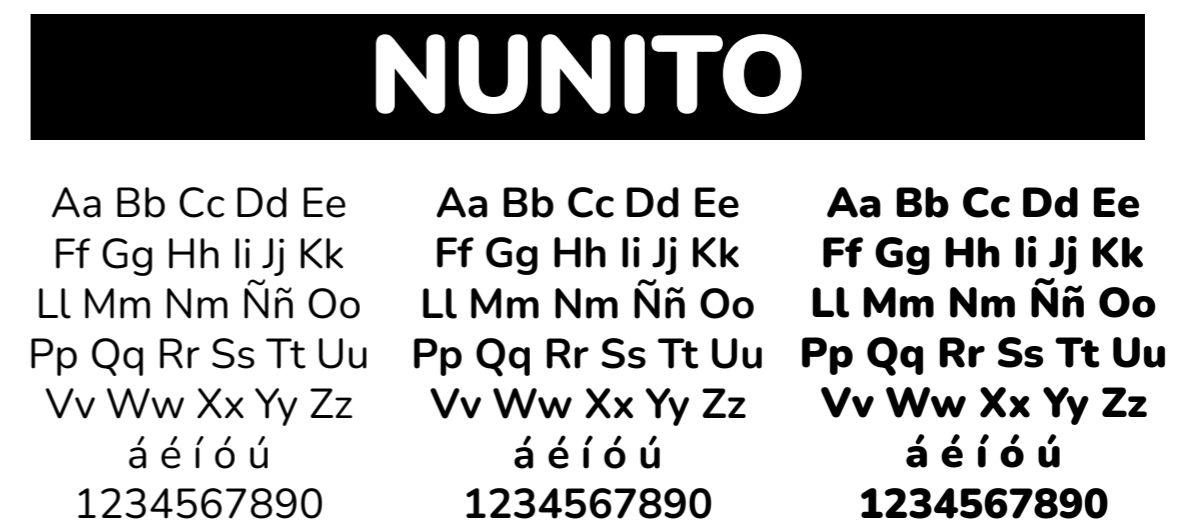 NUNITO
Aa Bb Cc Dd Ee
Ff Gg Hh Ii Jj Kk
Ll Mm Nm Ññ Oo
Pp Qq Rr Ss Tt Uu
Vv Ww Xx Yy Zz
á é í ó ú
1234567890
Aa Bb Cc Dd Ee
Ff Gg Hh Ii Jj Kk
Ll Mm Nm Ññ Oo
Pp Qq Rr Ss Tt Uu
Vv Ww Xx Yy Zz
á é í ó ú
1234567890
Aa Bb Cc Dd Ee
Ff Gg Hh Ii Jj Kk
Ll Mm Nm Ññ Oo
Pp Qq Rr Ss Tt Uu
Vv Ww Xx Yy Zz
á é í ó ú
1234567890